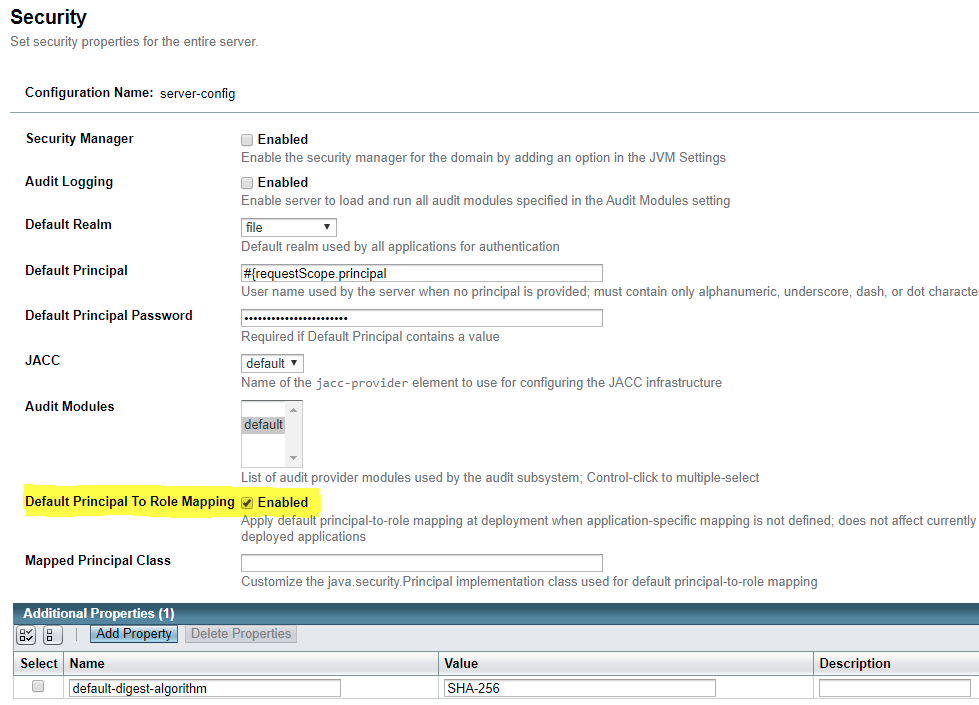 Security
Set security properties for the entire server.
Configuration Name: server-config
Security Manager Enabled
Enable the security manager for the domain by adding an option in the JVM Settings
Audit Logging Enabled
Enable server to load and run all audit modules specified in the Audit Modules setting
Default Realm file
Default realm used by all applications for authentication
Default Principal #{requestScope.principal
User name used by the server when no principal is provided; must contain only alphanumeric, underscore, dash, or dot characte
Default Principal Password ••••••••••••••••••••••
Required if Default Principal contains a value
JACC default
Name of the jacc-provider element to use for configuring the JACC infrastructure
Audit Modules
default
List of audit provider modules used by the audit subsystem; Control-click to multiple-select
Default Principal To Role Mapping Enabled
Apply default principal-to-role mapping at deployment when application-specific mapping is not defined; does not affect currently
deployed applications
Mapped Principal Class
Customize the java.security.Principal implementation class used for default principal-to-role mapping
Additional Properties (1)
Add Property Delete Properties
Select Name Value Description
default-digest-algorithm SHA-256